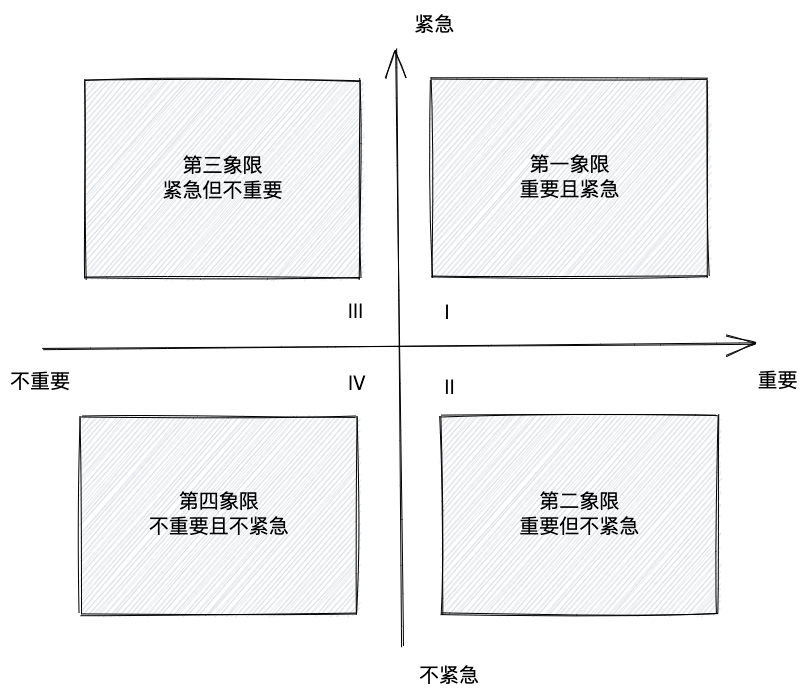 紧急
第三象限
紧急但不重要
第一象限
重要且紧急
III
I
不重要
IV
II
重要
第四象限
不重要且不紧急
第二象限
重要但不紧急
不紧急